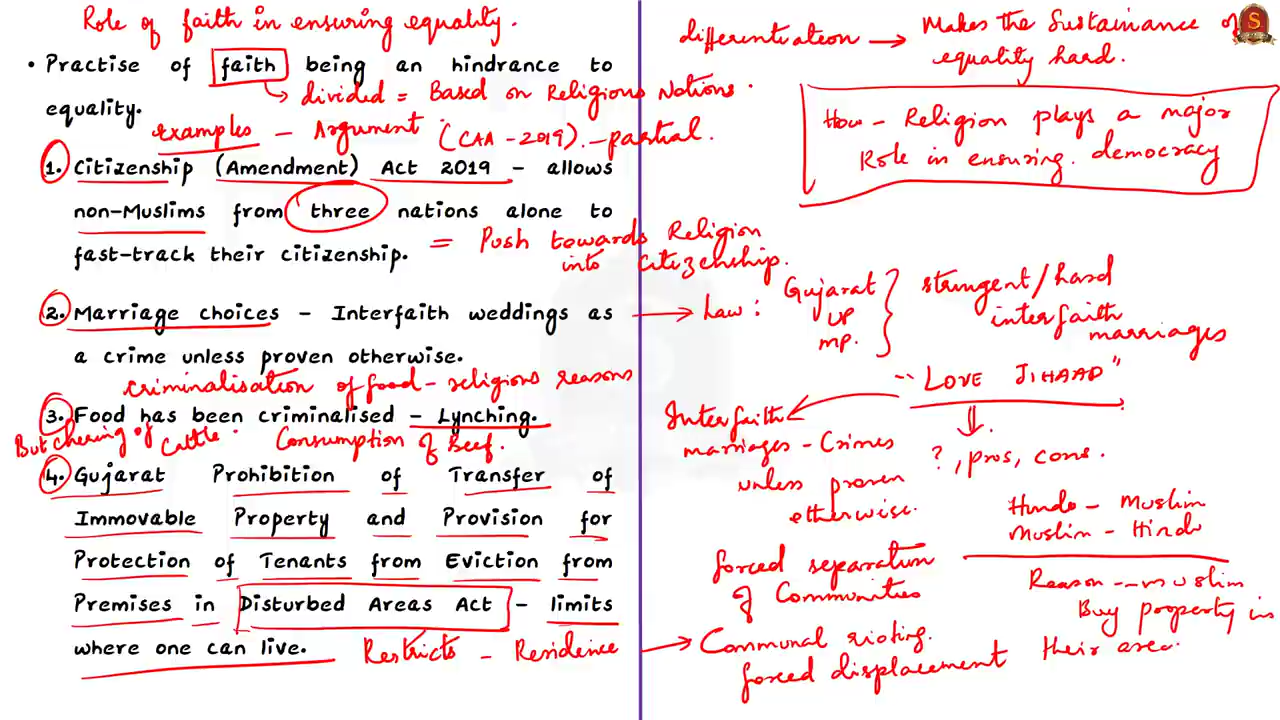 Role of faith in ensuring equality.
• Practise of faith being an hindrance to
divided = Based on Religious Notions.
equality.
examples - Argument (CAA-2019). - partial.
1. Citizenship (Amendment) Act 2019 - allows
non-Muslims from three nations alone to
fast-track their citizenship. = Push towards Religion
into citizenship.
2. Marriage choices - Interfaith weddings as
a crime unless proven otherwise.
criminalisation of food - religious reasons
3. Food has been criminalised - Lynching.
Butchering of cattle. Consumption of Beef.
4. Gujarat Prohibition of Transfer of
Immovable Property and Provision for
Protection of Tenants from Eviction from
Premises in Disturbed Areas Act - limits
where one can live. Restricts - Residence
differentiation → Makes the Sustainance of
equality hard.
S
How - Religion plays a major
Role in ensuring. democracy
→ Law : Gujarat
UP
MP.
stringent/hard
interfaith
marriages
"LOVE JIHAAD"
Interfaith
marriages - Crimes
unless proven
otherwise.
?, pros, cons.
Hindo - Muslim
Muslim - Hindo
forced separation
of Communities
Reason - muslim
Buy property in
their area.
→ Communal rioting.
forced displacement